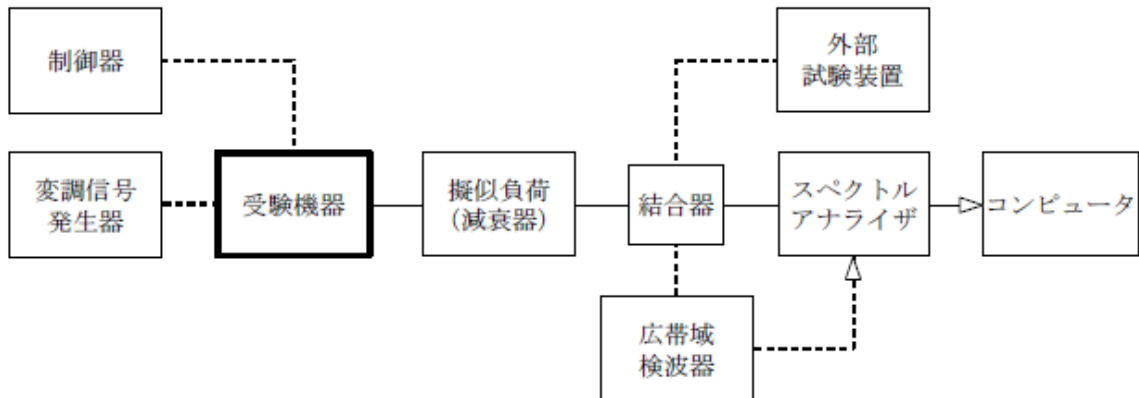 制御器
外部
試験装置
変調信号
発生器
受験機器
擬似負荷
（減衰器）
結合器
スペクトル
アナライザ
コンピュータ
広帯域
検波器